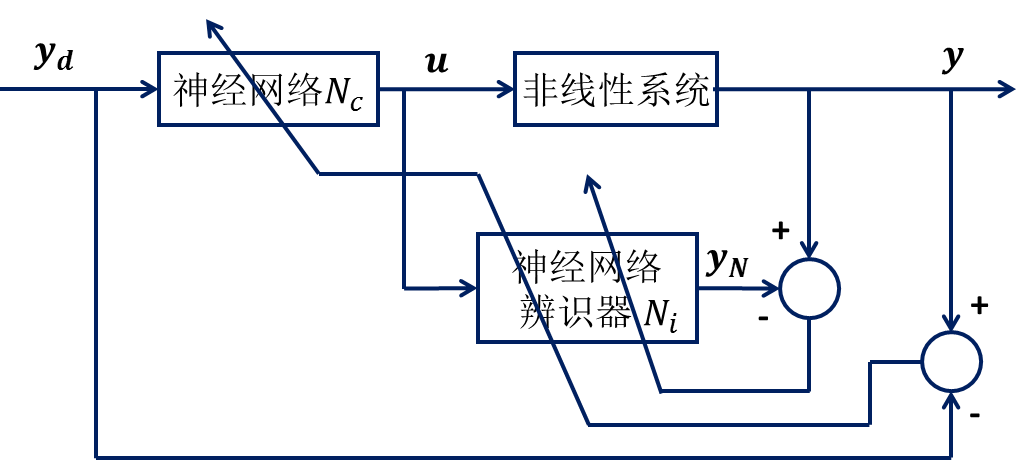 y_d
神经网络N_c
u
非线性系统
y
神经网络
辨识器 N_i
y_N
+
-
+
-